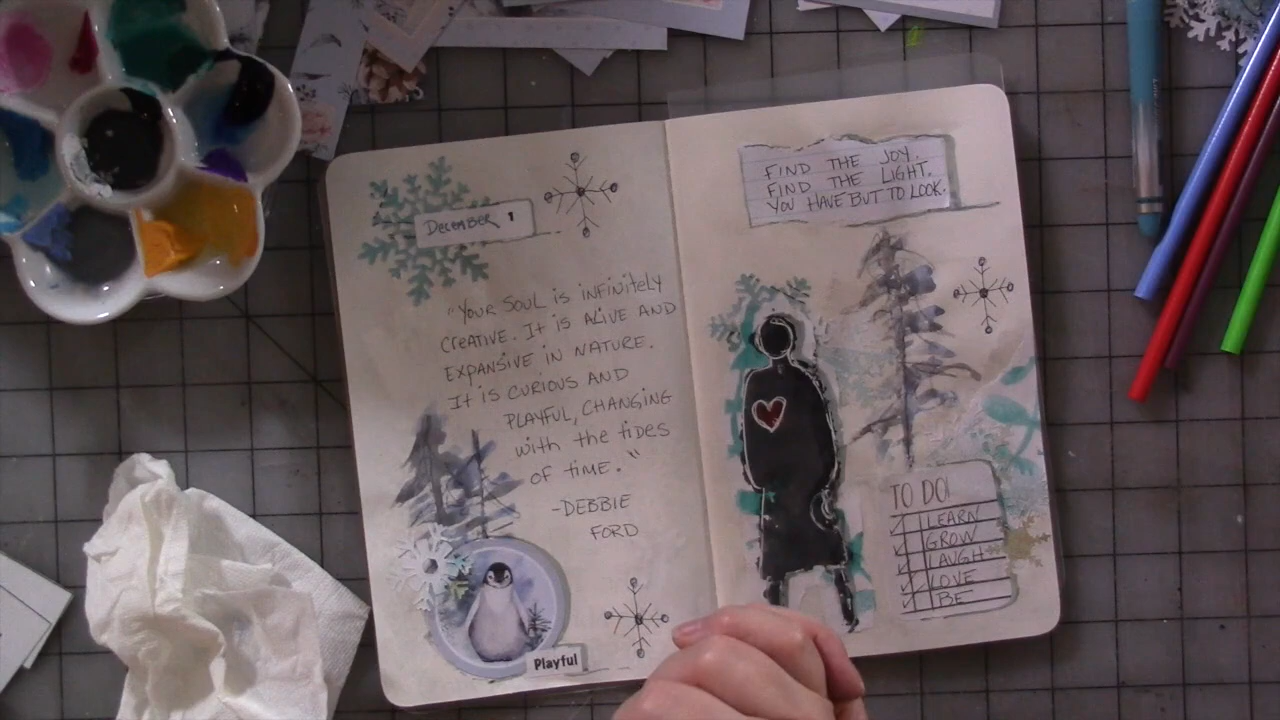 December 1
"YOUR SOUL is iNFiNitely
CReATiVE. It is ALiVE AND
EXPANSIVE iN NATURE.
It is CURiOUS AND
PLAYFUL, CHANGiNG
with the tides
OF time."
-DEBBIE
FORD
Playful
FIND THE JOY.
FIND THE LIGHT.
YOU HAVE BUT TO LOOK.
TO DO!
LEARN
GROW
LAUGH
LOVE
BE